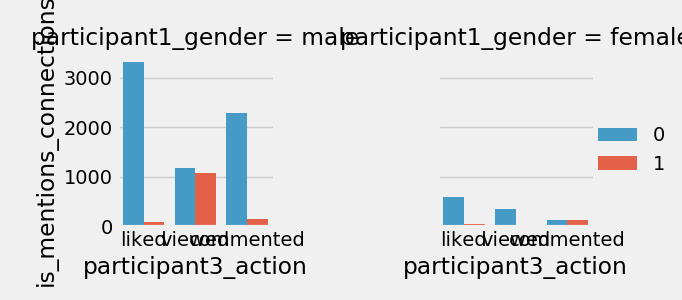 participant1_gender = male
participant1_gender = female
is_mentions_connections
3000
2000
1000
0
liked
viewed
commented
participant3_action
liked
viewed
commented
participant3_action
0
1